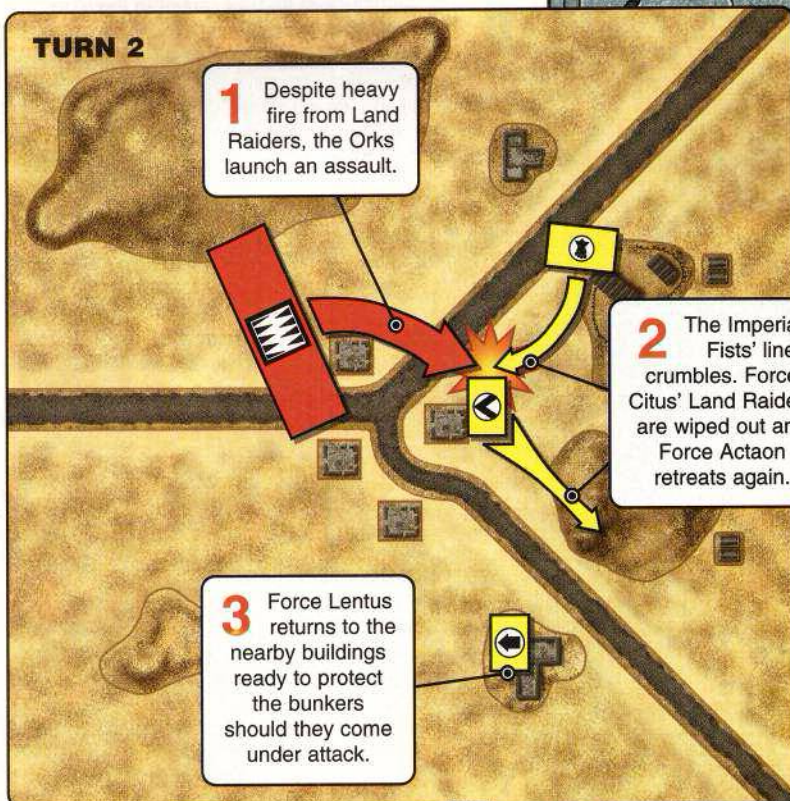 TURN 2
1 Despite heavy
fire from Land
Raiders, the Orks
launch an assault.
2 The Imperia
Fists' line
crumbles. Force
Citus' Land Raide
are wiped out an
Force Actaon
retreats again.
3 Force Lentus
returns to the
nearby buildings
ready to protect
the bunkers
should they come
under attack.